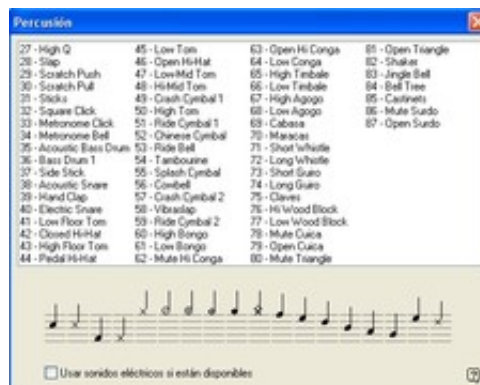 Percusión
27 - High Q
28 - Slap
29 - Scratch Push
30 - Scratch Pull
31 - Sticks
32 - Square Click
33 - Metronome Click
34 - Metronome Bell
35 - Acoustic Bass Drum
36 - Bass Drum 1
37 - Side Stick
38 - Acoustic Snare
39 - Hand Clap
40 - Electric Snare
41 - Low Floor Tom
42 - Closed Hi-Hat
43 - High Floor Tom
44 - Pedal Hi-Hat
45 - Low Tom
46 - Open Hi-Hat
47 - Low-Mid Tom
48 - Hi-Mid Tom
49 - Crash Cymbal 1
50 - High Tom
51 - Ride Cymbal 1
52 - Chinese Cymbal
53 - Ride Bell
54 - Tambourine
55 - Splash Cymbal
56 - Cowbell
57 - Crash Cymbal 2
58 - Vibraslap
59 - Ride Cymbal 2
60 - High Bongo
61 - Low Bongo
62 - Mute Hi Conga
63 - Open Hi Conga
64 - Low Conga
65 - High Timbale
66 - Low Timbale
67 - High Agogo
68 - Low Agogo
69 - Cabasa
70 - Maracas
71 - Short Whistle
72 - Long Whistle
73 - Short Guiro
74 - Long Guiro
75 - Claves
76 - Hi Wood Block
77 - Low Wood Block
78 - Mute Cuica
79 - Open Cuica
80 - Mute Triangle
81 - Open Triangle
82 - Shaker
83 - Jingle Bell
84 - Bell Tree
85 - Castinets
86 - Mute Surdo
87 - Open Surdo
Usar sonidos eléctricos si están disponibles